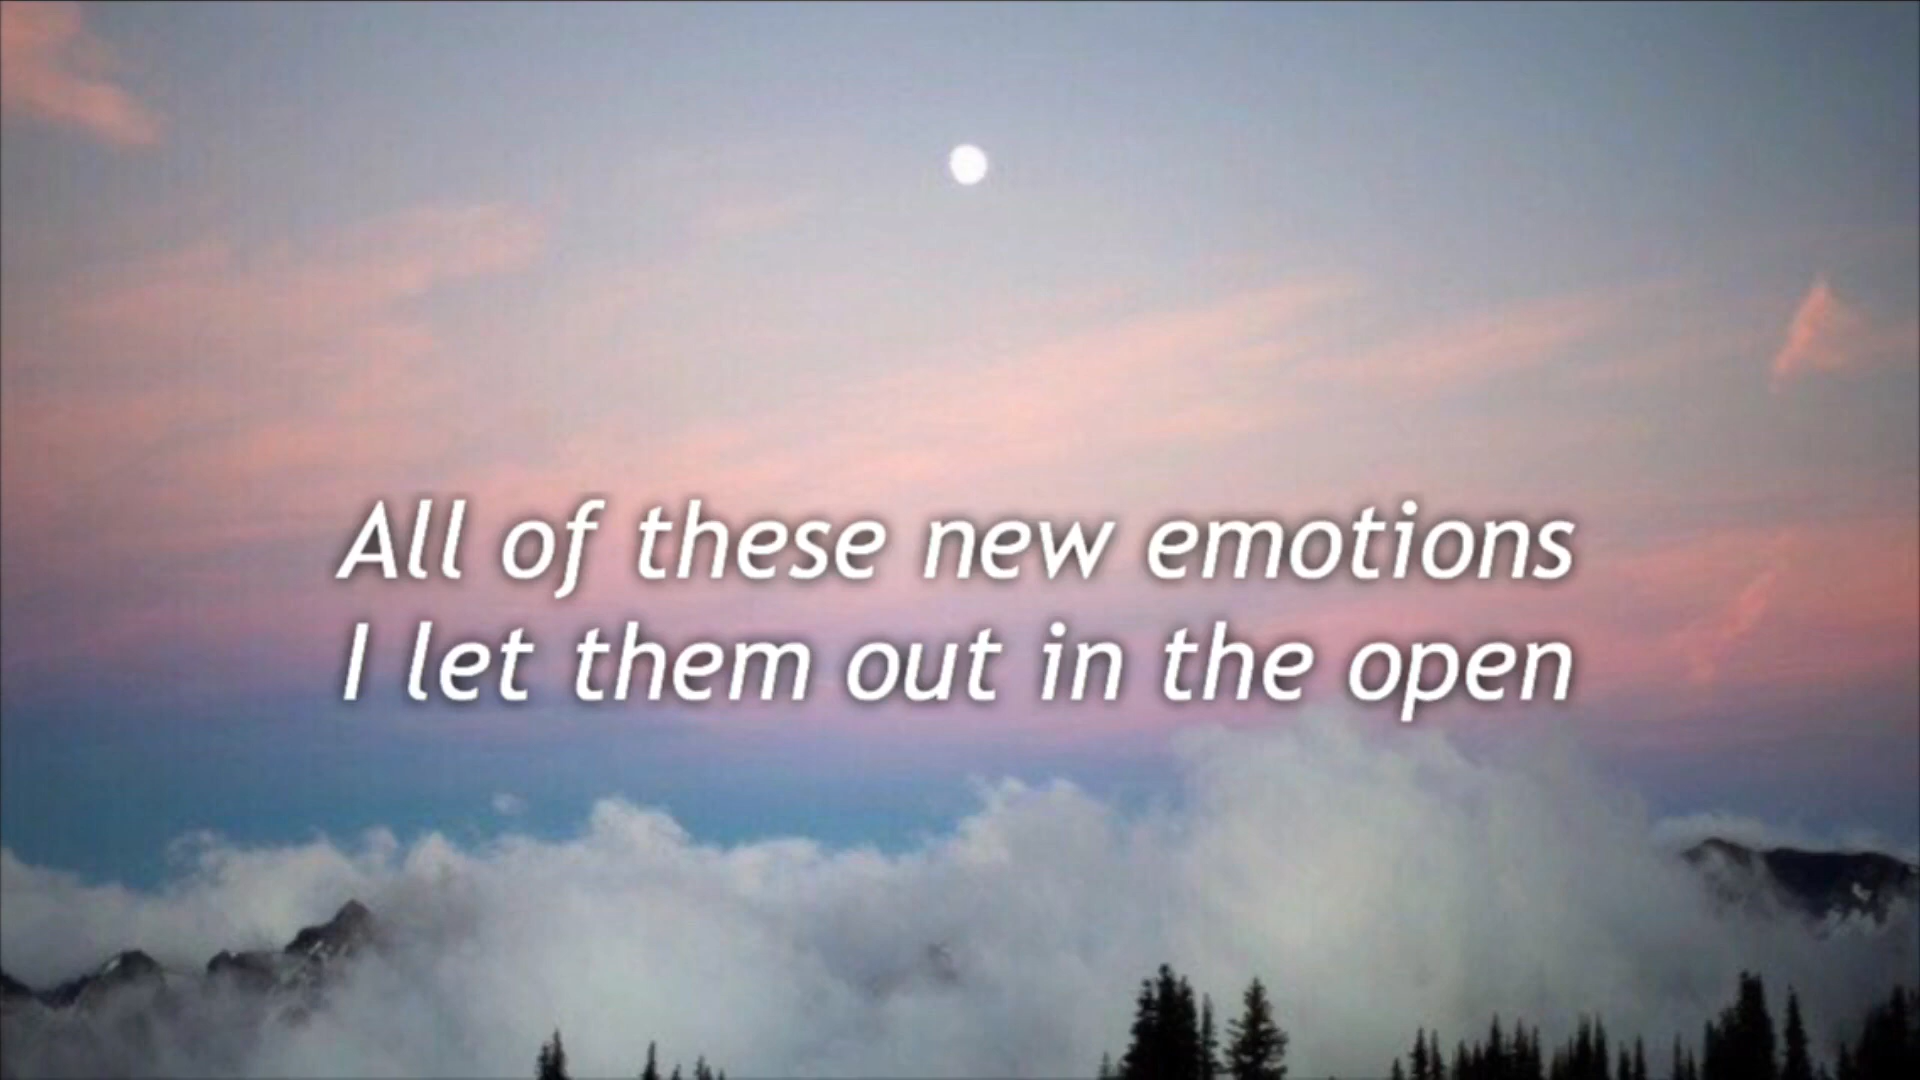 All of these new emotions
I let them out in the open